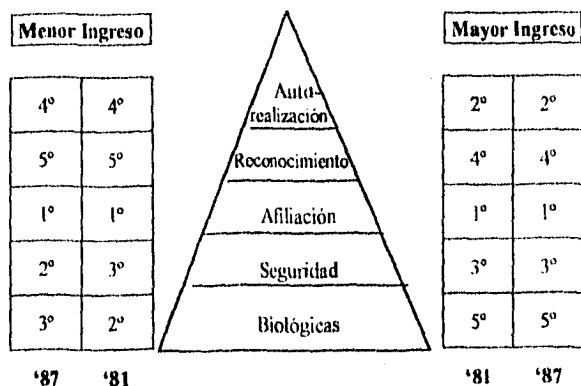 Menor Ingreso
Mayor Ingreso
4º 4º
Auto-
realización
2º 2º
5º 5º
Reconocimiento
4º 4º
1º 1º
Afiliación
1º 1º
2º 3º
Seguridad
3º 3º
3º 2º
Biológicas
5º 5º
‘87 ‘81
‘81 ‘87